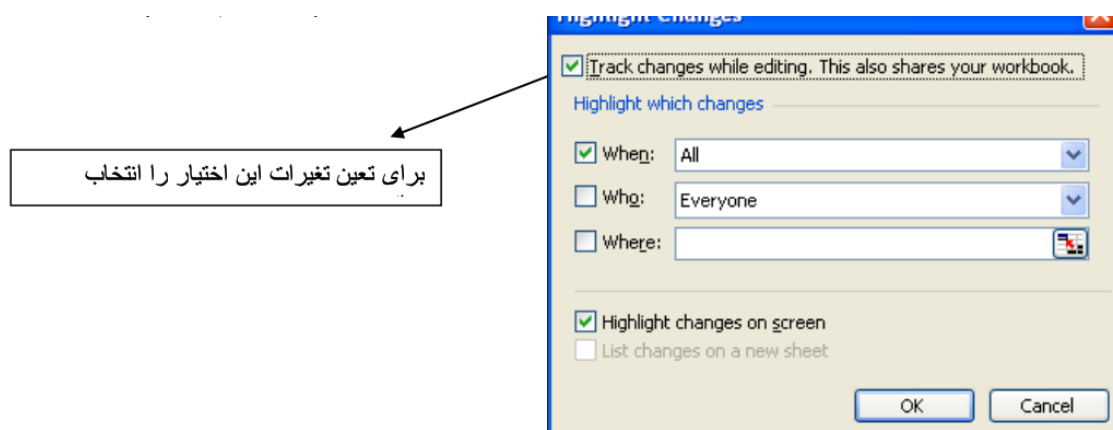 Highlight Changes
Track changes while editing. This also shares your workbook.
Highlight which changes
When: All
Who: Everyone
Where:
Highlight changes on screen
List changes on a new sheet
OK Cancel
برای تعین تغیرات این اختیار را انتخاب